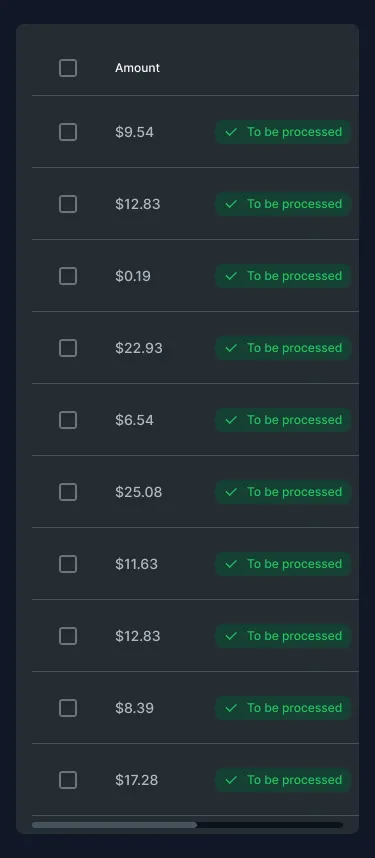 Amount
$9.54 To be processed
$12.83 To be processed
$0.19 To be processed
$22.93 To be processed
$6.54 To be processed
$25.08 To be processed
$11.63 To be processed
$12.83 To be processed
$8.39 To be processed
$17.28 To be processed